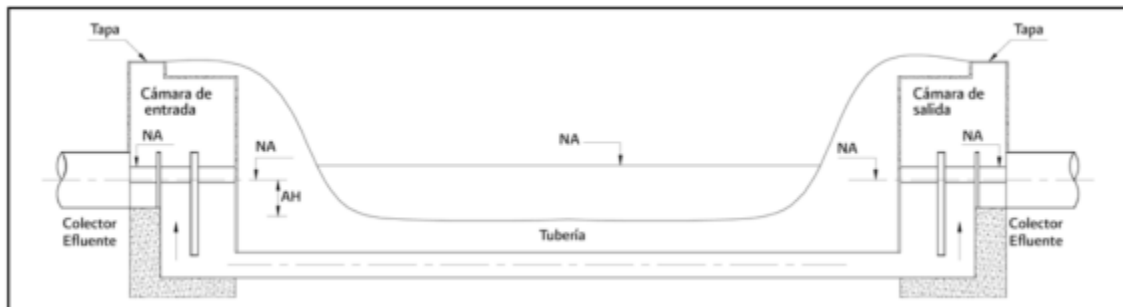 Tapa
Tapa
Cámara de
entrada
Cámara de
salida
NA
NA
NA
NA
NA
AH
Colector
Efluente
Tubería
Colector
Efluente